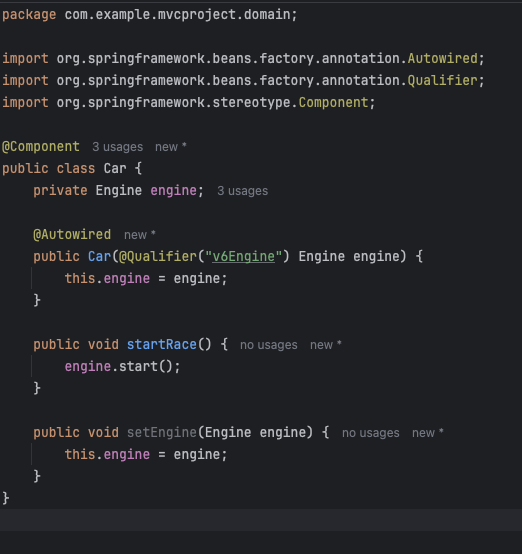 package com.example.mvcproject.domain;
import org.springframework.beans.factory.annotation.Autowired;
import org.springframework.beans.factory.annotation.Qualifier;
import org.springframework.stereotype.Component;
@Component 3 usages new *
public class Car {
private Engine engine; 3 usages
@Autowired new *
public Car(@Qualifier("v6Engine") Engine engine) {
this.engine = engine;
}
public void startRace() { no usages new *
engine.start();
}
public void setEngine(Engine engine) { no usages new *
this.engine = engine;
}
}